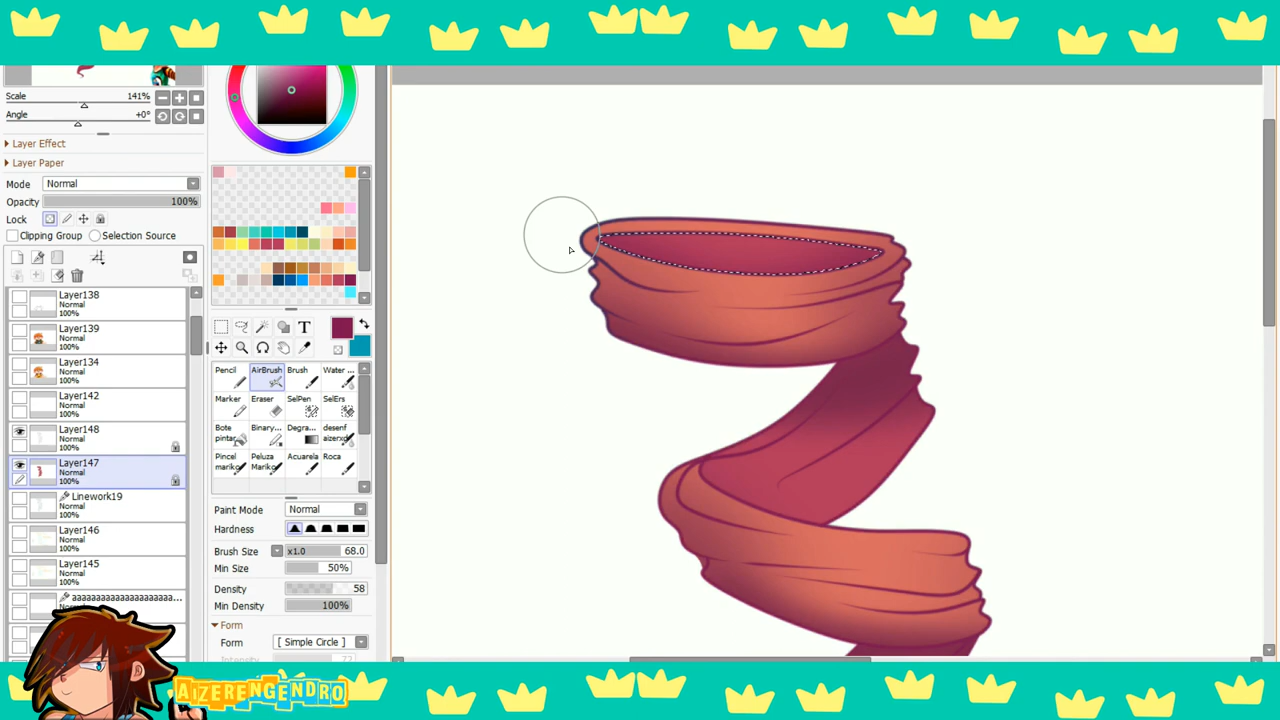 Scale 141%
Angle +0°
Layer Effect
Layer Paper
Mode Normal
Opacity 100%
Lock
Clipping Group Selection Source
Layer138
Normal
100%
Layer139
Normal
100%
Layer134
Normal
100%
Layer142
Normal
100%
Layer148
Normal
100%
Layer147
Normal
100%
Linework19
Normal
100%
Layer146
Normal
100%
Layer145
Normal
100%
T
Pencil AirBrush Brush Water ...
Marker Eraser SelPen SelErs
Bote pintar Binary... Degra... desenf aizerxd
Pincel mariko Peluza Mariko Acuarela Roca
Paint Mode Normal
Hardness
Brush Size x1.0 68.0
Min Size 50%
Density 58
Min Density 100%
Form
Form [ Simple Circle ]
AIZERENGENDRO